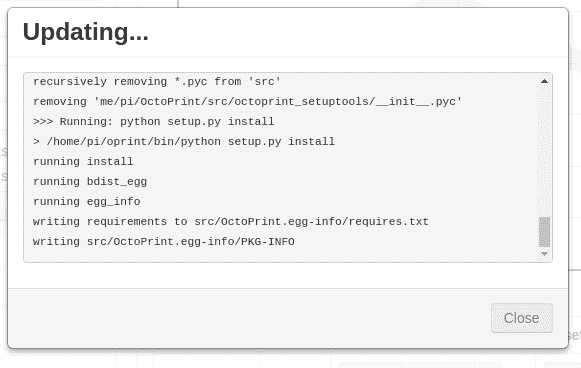 Updating...
recursively removing *.pyc from 'src'
removing 'me/pi/OctoPrint/src/octoprint_setuptools/__init__.pyc'
>>> Running: python setup.py install
> /home/pi/oprint/bin/python setup.py install
running install
running bdist_egg
running egg_info
writing requirements to src/OctoPrint.egg-info/requires.txt
writing src/OctoPrint.egg-info/PKG-INFO
Close